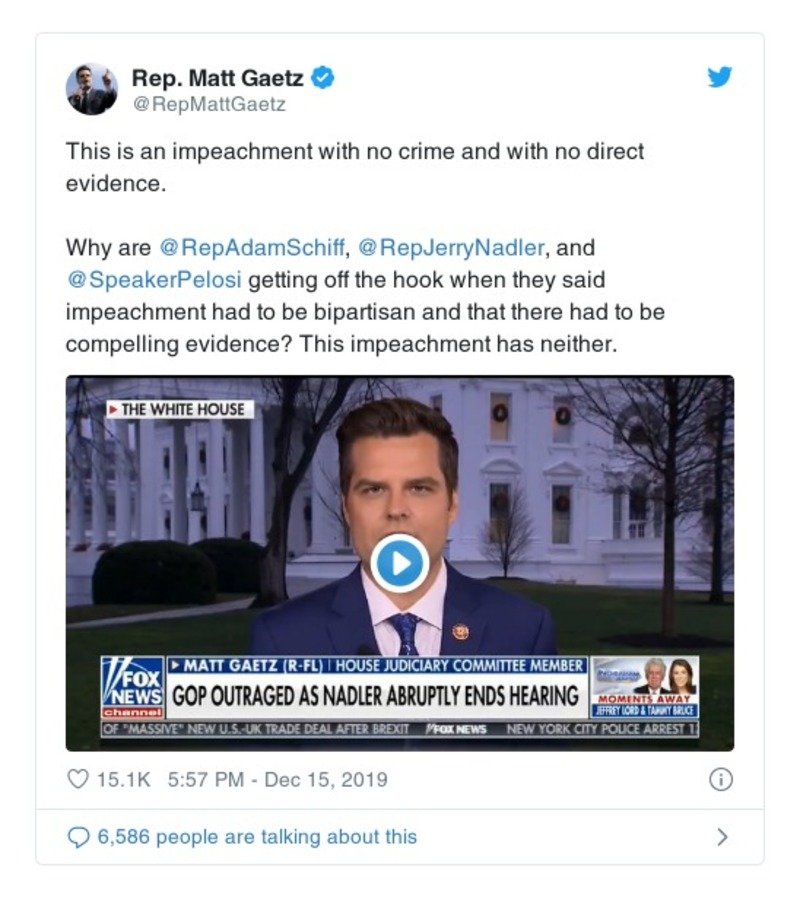 Rep. Matt Gaetz
@RepMattGaetz
This is an impeachment with no crime and with no direct
evidence.
Why are @RepAdamSchiff, @RepJerryNadler, and
@SpeakerPelosi getting off the hook when they said
impeachment had to be bipartisan and that there had to be
compelling evidence? This impeachment has neither.
THE WHITE HOUSE
FOX
NEWS
channel
MATT GAETZ (R-FL) | HOUSE JUDICIARY COMMITTEE MEMBER
GOP OUTRAGED AS NADLER ABRUPTLY ENDS HEARING
MOMENTS AWAY
JEFFREY LORD & TAMMY BRUCE
OF "MASSIVE" NEW U.S.-UK TRADE DEAL AFTER BREXIT FOX NEWS NEW YORK CITY POLICE ARREST
15.1K 5:57 PM - Dec 15, 2019
6,586 people are talking about this